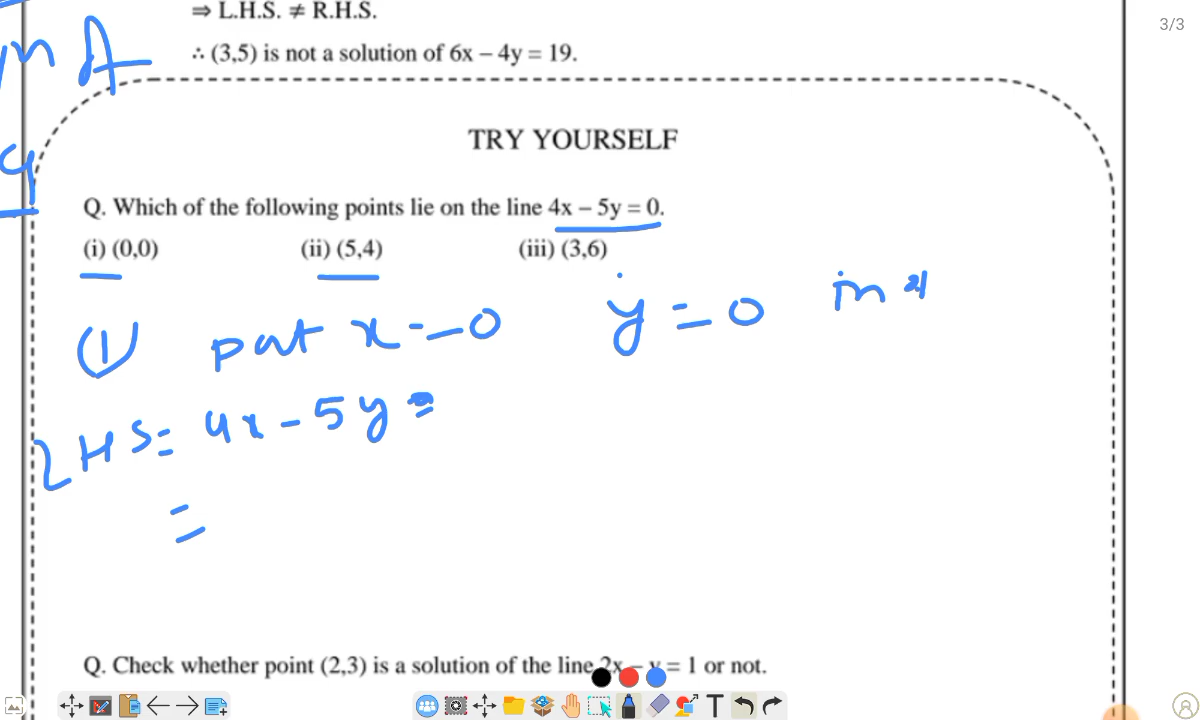 ⇒ L.H.S. ≠ R.H.S.
3/3
∴ (3,5) is not a solution of 6x – 4y = 19.
TRY YOURSELF
Q. Which of the following points lie on the line 4x – 5y = 0.
(i) (0,0) (ii) (5,4) (iii) (3,6)
(1) put x = 0 y = 0 in
LHS = 4x - 5y =
=
Q. Check whether point (2,3) is a solution of the line 2x – y = 1 or not.